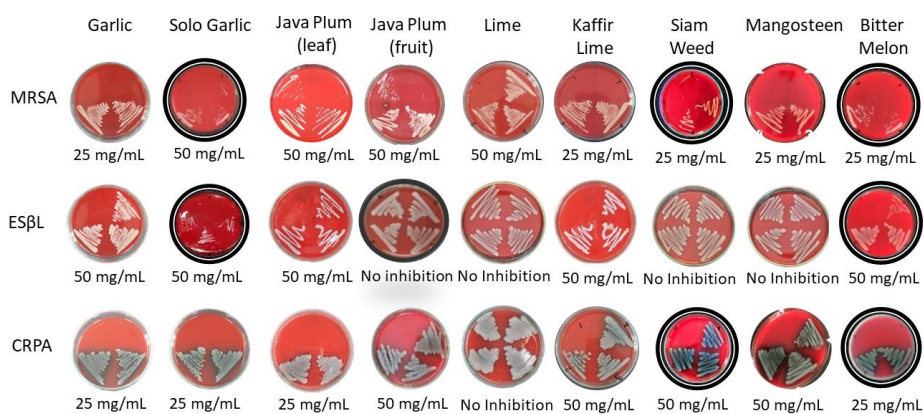 Garlic Solo Garlic Java Plum (leaf) Java Plum (fruit) Lime Kaffir Lime Siam Weed Mangosteen Bitter Melon
MRSA
25 mg/mL 50 mg/mL 50 mg/mL 50 mg/mL 50 mg/mL 25 mg/mL 25 mg/mL 25 mg/mL 25 mg/mL
ESβL
50 mg/mL 50 mg/mL 50 mg/mL No inhibition No Inhibition 50 mg/mL No Inhibition No Inhibition 50 mg/mL
CRPA
25 mg/mL 25 mg/mL 25 mg/mL 50 mg/mL No Inhibition 50 mg/mL 50 mg/mL 50 mg/mL 25 mg/mL